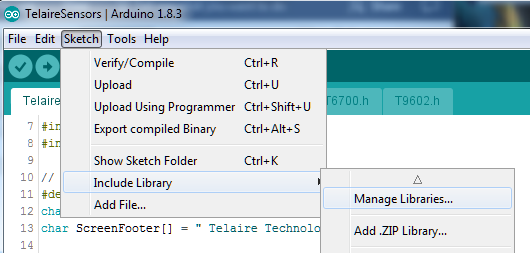 TelaireSensors | Arduino 1.8.3
File Edit Sketch Tools Help
Verify/Compile Ctrl+R
Upload Ctrl+U
Upload Using Programmer Ctrl+Shift+U
Export compiled Binary Ctrl+Alt+S
Show Sketch Folder Ctrl+K
Include Library
Add File...
Manage Libraries...
Add .ZIP Library...
Telaire T6700.h T9602.h
7 #in
8 #in
9
10 //
11 #de
12 cha
13 char ScreenFooter[] = " Telaire Technolo
14